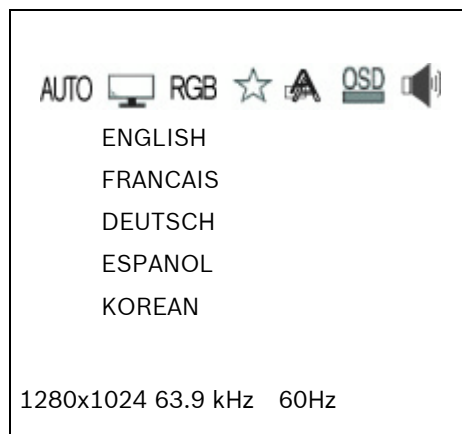 AUTO RGB A OSD
ENGLISH
FRANCAIS
DEUTSCH
ESPANOL
KOREAN
1280x1024 63.9 kHz 60Hz